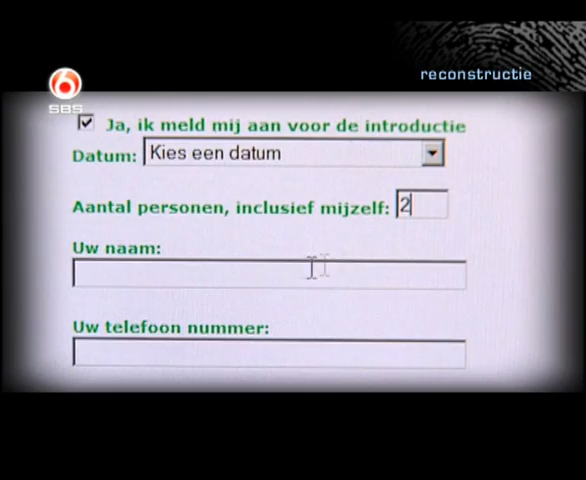 reconstructie
6
SBS
Ja, ik meld mij aan voor de introductie
Datum: Kies een datum
Aantal personen, inclusief mijzelf: 2
Uw naam:
Uw telefoon nummer: